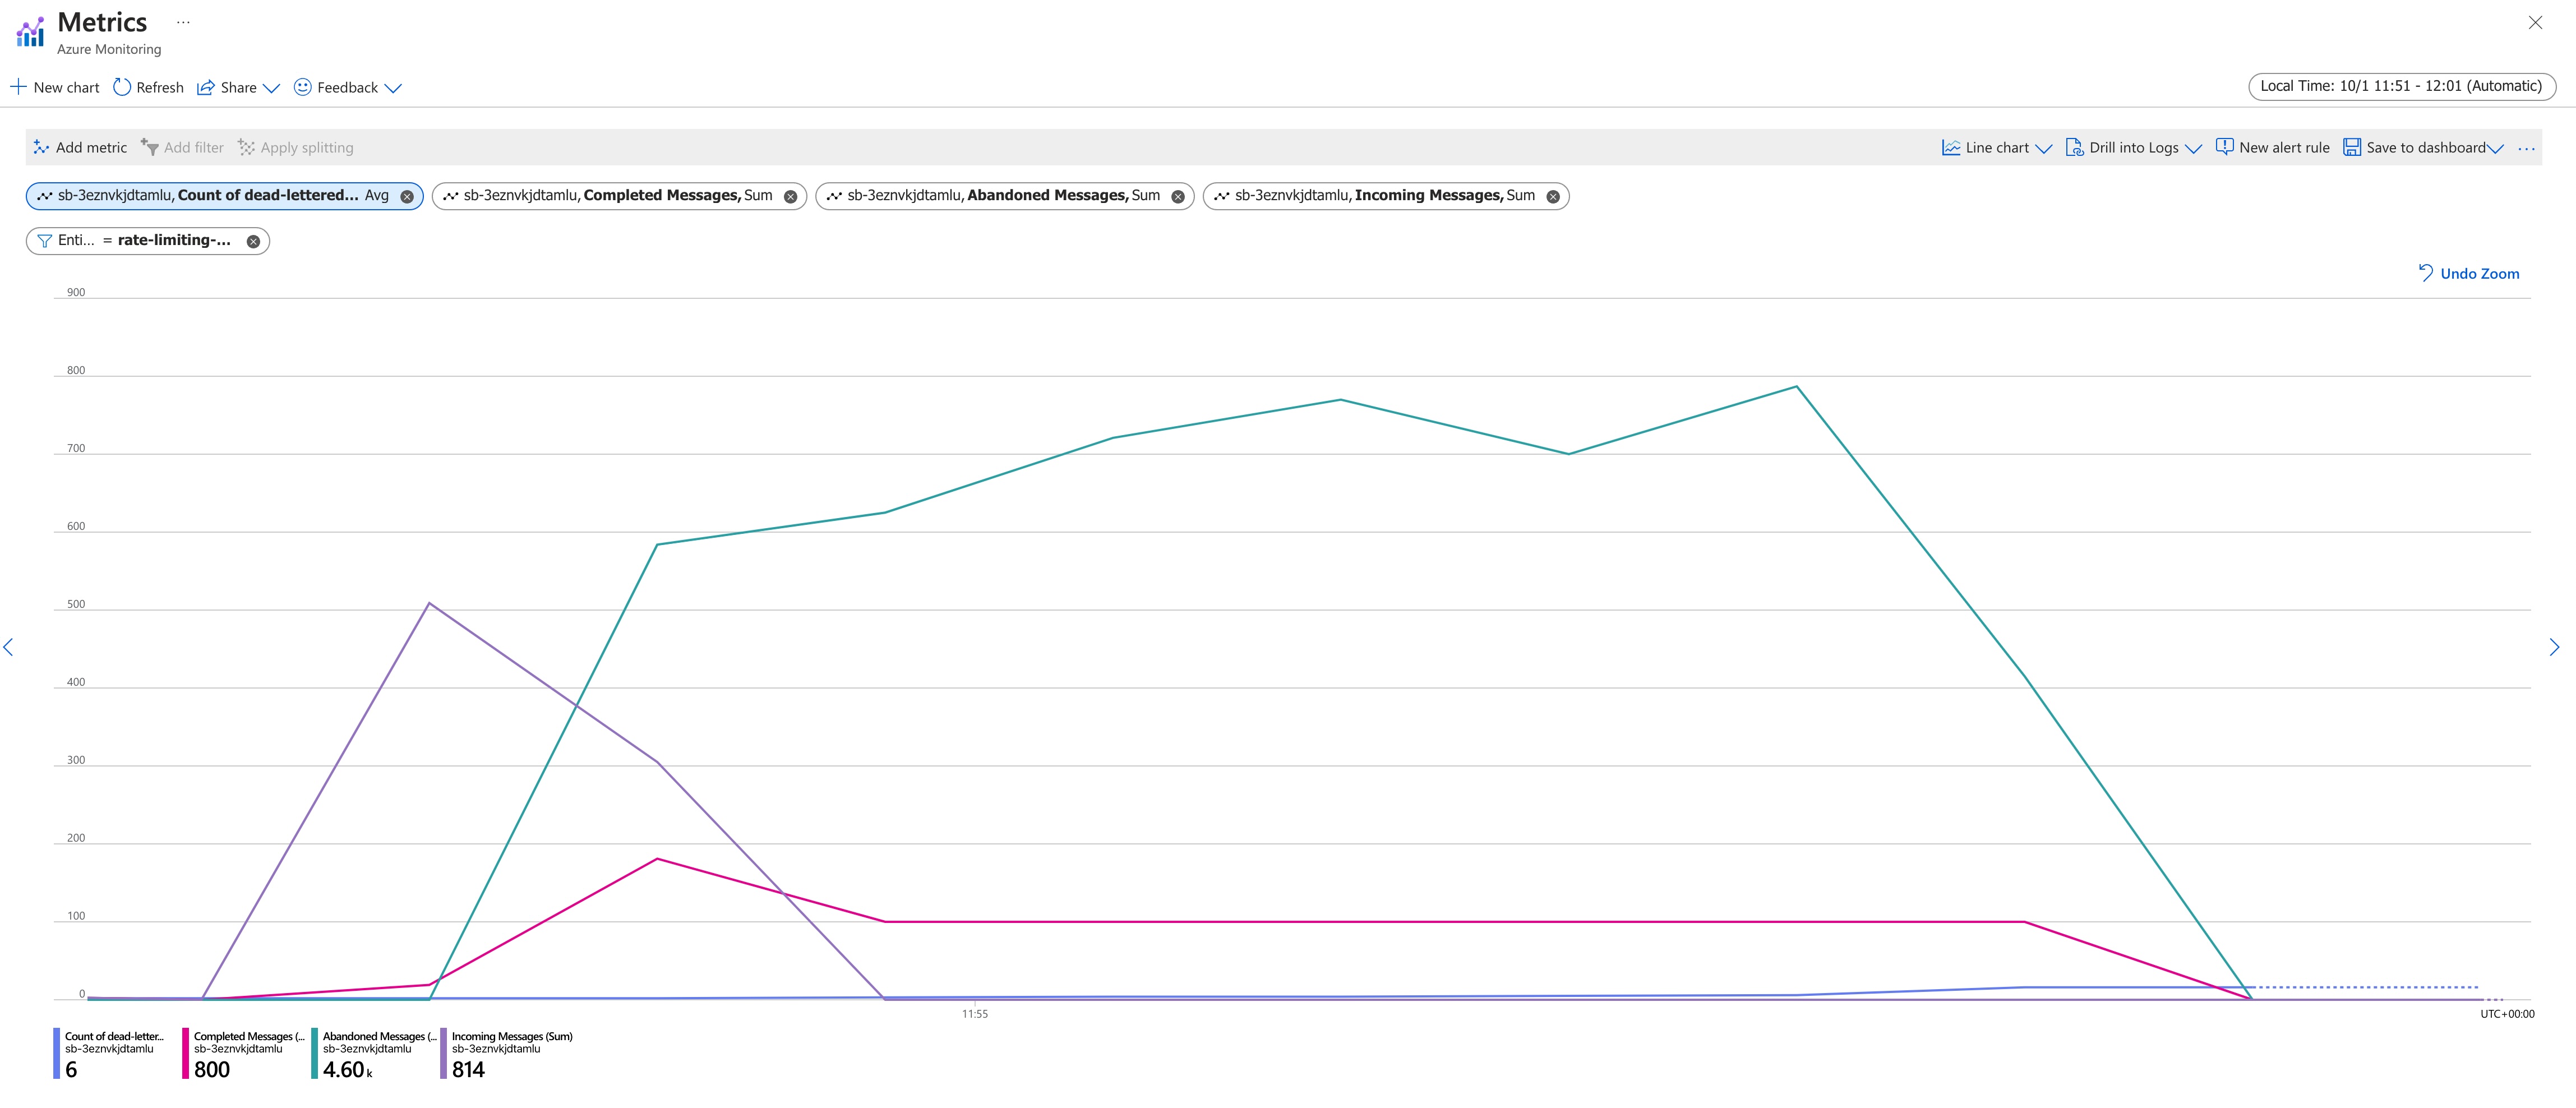 Metrics ...
Azure Monitoring
New chart Refresh Share Feedback
Local Time: 10/1 11:51 - 12:01 (Automatic)
Add metric Add filter Apply splitting
Line chart Drill into Logs New alert rule Save to dashboard ...
sb-3eznvkjdtamlu, Count of dead-lettered... Avg
sb-3eznvkjdtamlu, Completed Messages, Sum
sb-3eznvkjdtamlu, Abandoned Messages, Sum
sb-3eznvkjdtamlu, Incoming Messages, Sum
Enti... = rate-limiting-...
Undo Zoom
900
800
700
600
500
400
300
200
100
0
11:55
UTC+00:00
Count of dead-letter...
sb-3eznvkjdtamlu
6
Completed Messages (...
sb-3eznvkjdtamlu
800
Abandoned Messages (...
sb-3eznvkjdtamlu
4.60 k
Incoming Messages (Sum)
sb-3eznvkjdtamlu
814